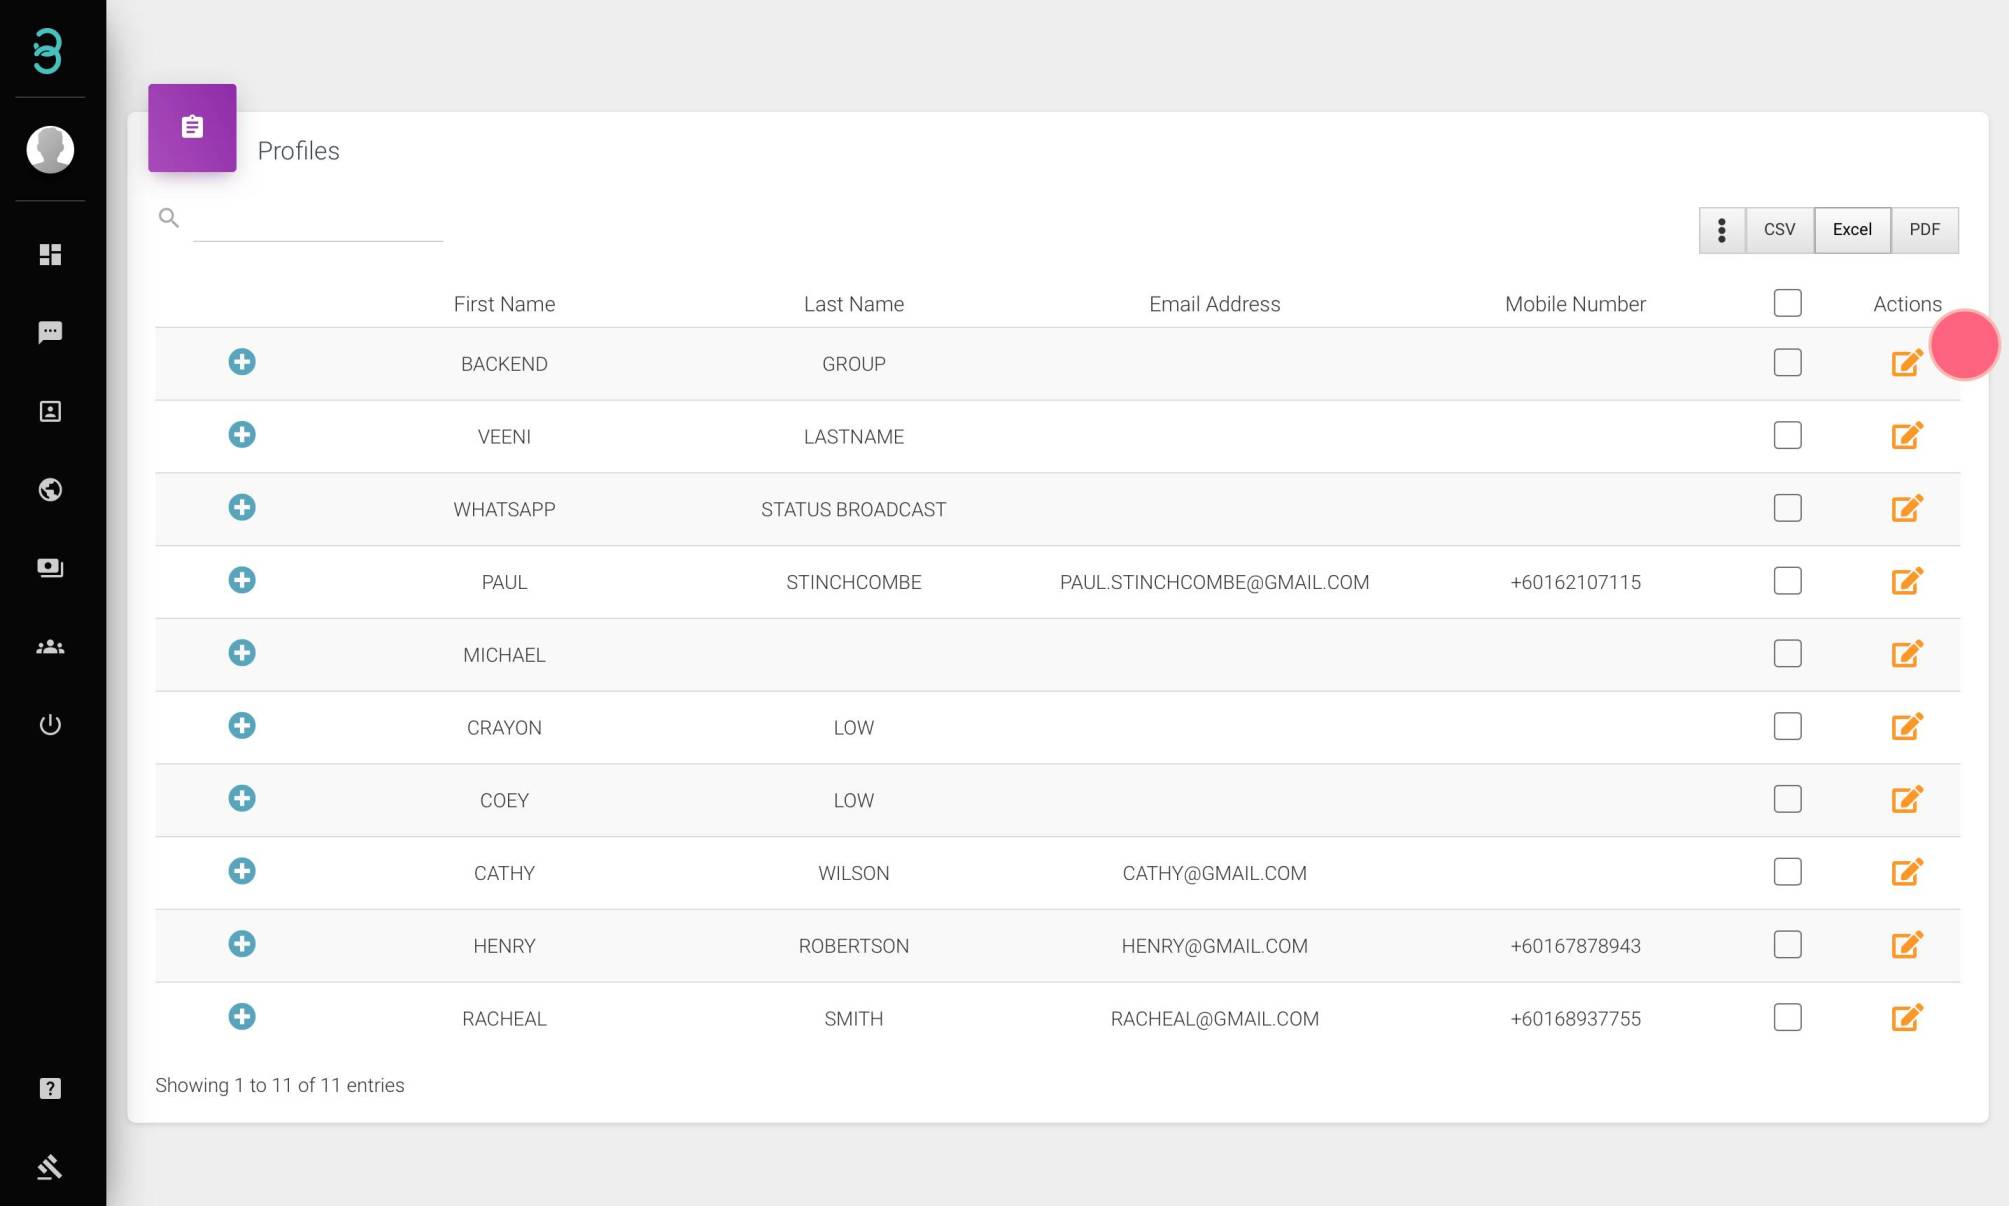 Profiles
CSV Excel PDF
First Name Last Name Email Address Mobile Number Actions
BACKEND GROUP
VEENI LASTNAME
WHATSAPP STATUS BROADCAST
PAUL STINCHCOMBE PAUL.STINCHCOMBE@GMAIL.COM +60162107115
MICHAEL
CRAYON LOW
COEY LOW
CATHY WILSON CATHY@GMAIL.COM
HENRY ROBERTSON HENRY@GMAIL.COM +60167878943
RACHEAL SMITH RACHEAL@GMAIL.COM +60168937755
Showing 1 to 11 of 11 entries